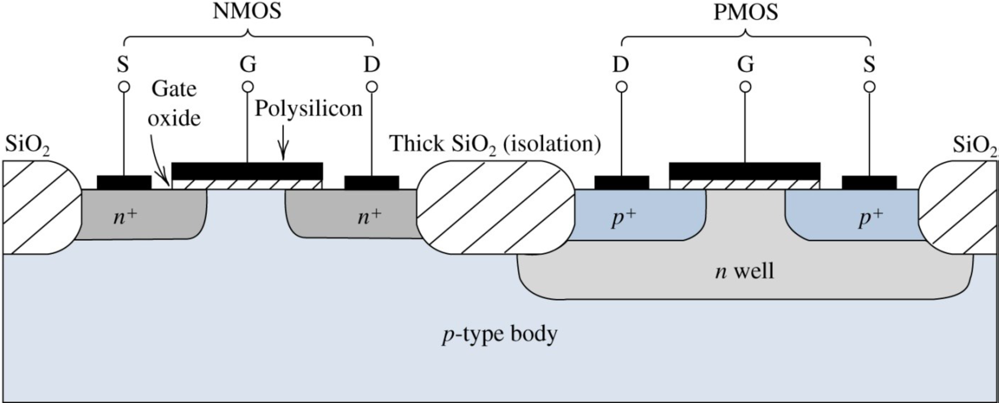 NMOS
PMOS
S
G
D
D
G
S
Gate
oxide
Polysilicon
SiO₂
Thick SiO₂ (isolation)
SiO₂
n⁺
n⁺
p⁺
p⁺
n well
p-type body